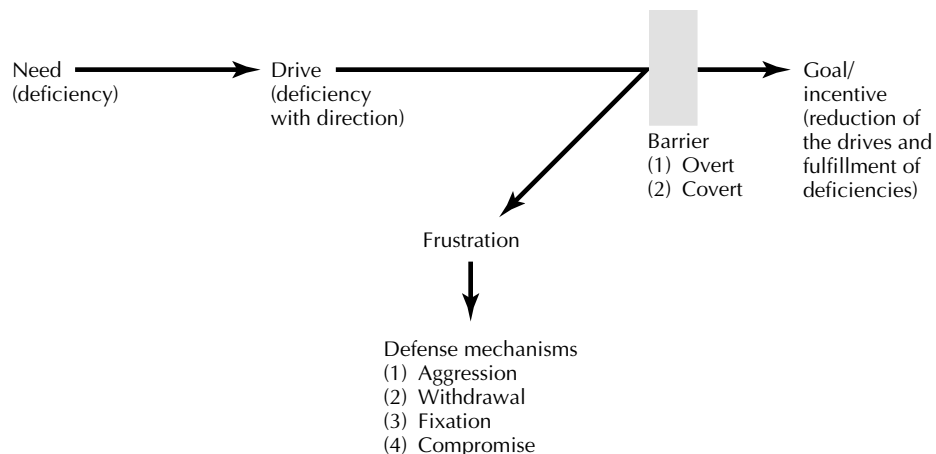 Need
(deficiency)
Drive
(deficiency
with direction)
Barrier
(1) Overt
(2) Covert
Goal/
incentive
(reduction of
the drives and
fulfillment of
deficiencies)
Frustration
Defense mechanisms
(1) Aggression
(2) Withdrawal
(3) Fixation
(4) Compromise